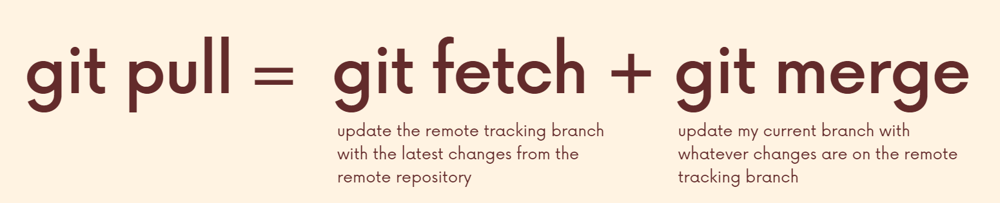 git pull = git fetch + git merge
update the remote tracking branch
with the latest changes from the
remote repository
update my current branch with
whatever changes are on the remote
tracking branch